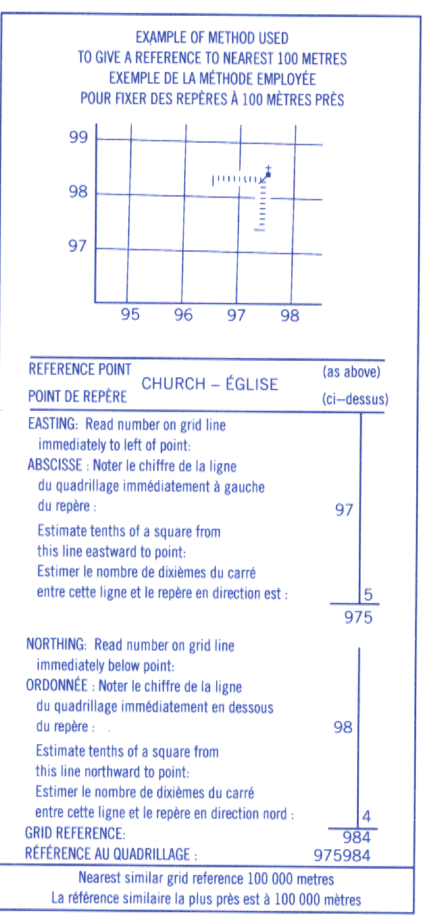 EXAMPLE OF METHOD USED
TO GIVE A REFERENCE TO NEAREST 100 METRES
EXEMPLE DE LA MÉTHODE EMPLOYÉE
POUR FIXER DES REPÈRES À 100 MÈTRES PRÈS
99
98
97
95 96 97 98
REFERENCE POINT
POINT DE REPÈRE
CHURCH – ÉGLISE
(as above)
(ci–dessus)
EASTING: Read number on grid line
immediately to left of point:
ABSCISSE : Noter le chiffre de la ligne
du quadrillage immédiatement à gauche
du repère : 97
Estimate tenths of a square from
this line eastward to point:
Estimer le nombre de dixièmes du carré
entre cette ligne et le repère en direction est : 5
975
NORTHING: Read number on grid line
immediately below point:
ORDONNÉE : Noter le chiffre de la ligne
du quadrillage immédiatement en dessous
du repère : 98
Estimate tenths of a square from
this line northward to point:
Estimer le nombre de dixièmes du carré
entre cette ligne et le repère en direction nord : 4
GRID REFERENCE: 984
RÉFÉRENCE AU QUADRILLAGE : 975984
Nearest similar grid reference 100 000 metres
La référence similaire la plus près est à 100 000 mètres